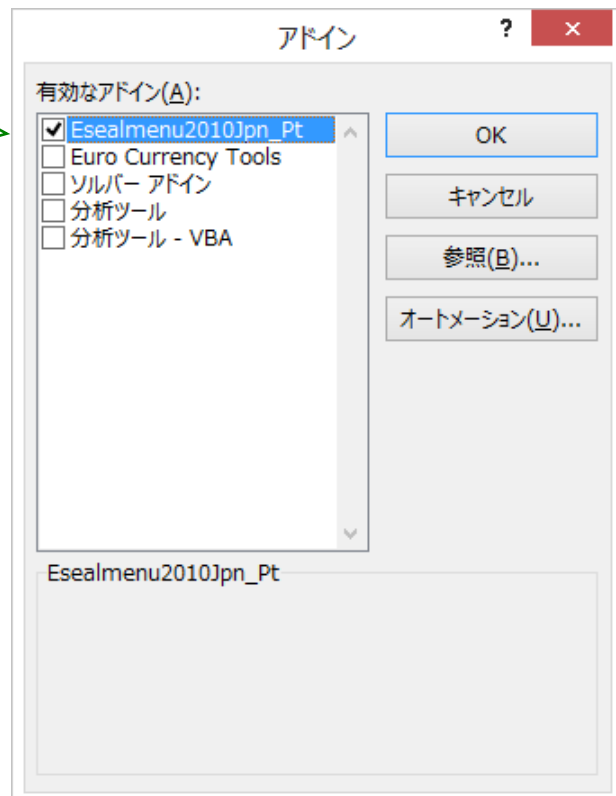 アドイン
?
×
有効なアドイン(A):
Esealmenu2010Jpn_Pt
Euro Currency Tools
ソルバー アドイン
分析ツール
分析ツール - VBA
OK
キャンセル
参照(B)...
オートメーション(U)...
Esealmenu2010Jpn_Pt